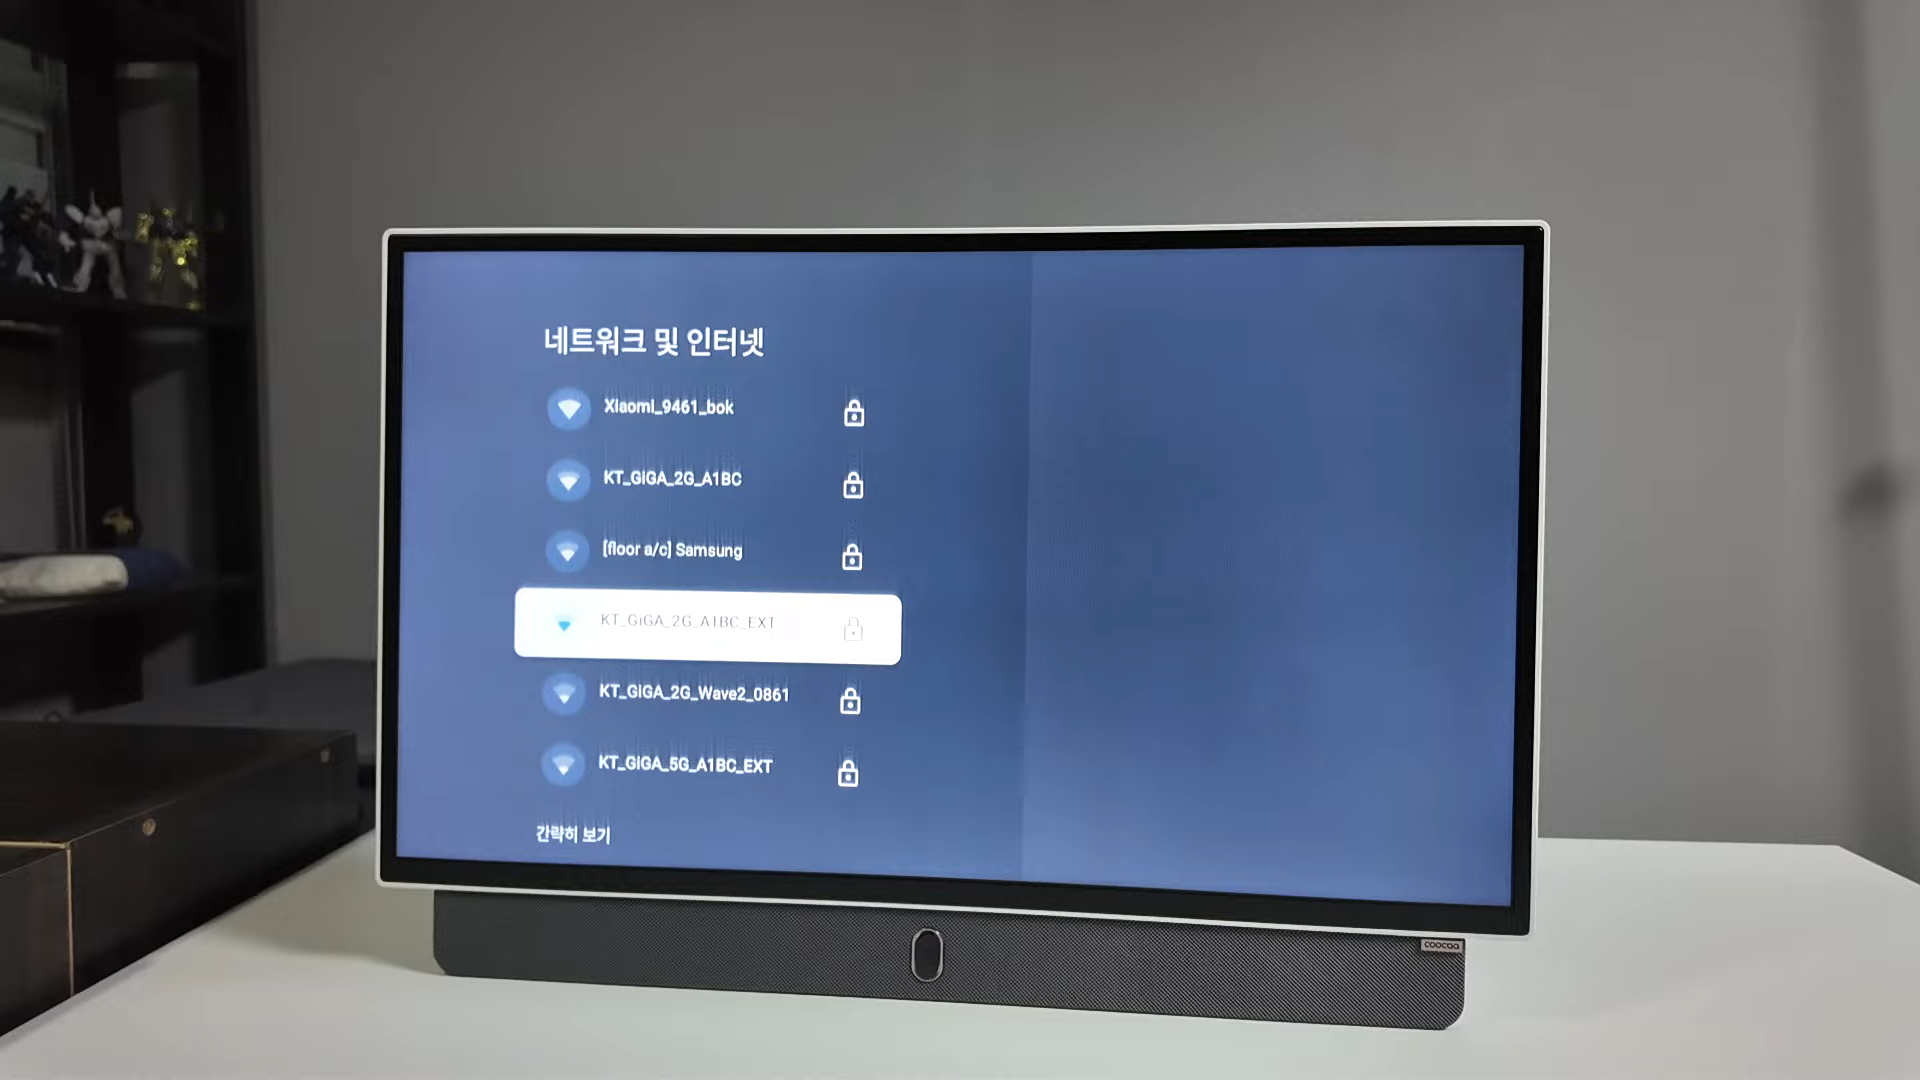 네트워크 및 인터넷
Xiaomi_9461_bok
KT_GiGA_2G_A1BC
[floor a/c] Samsung
KT_GiGA_2G_A1BC_EXT
KT_GiGA_2G_Wave2_0861
KT_GiGA_5G_A1BC_EXT
간략히 보기
coocaa